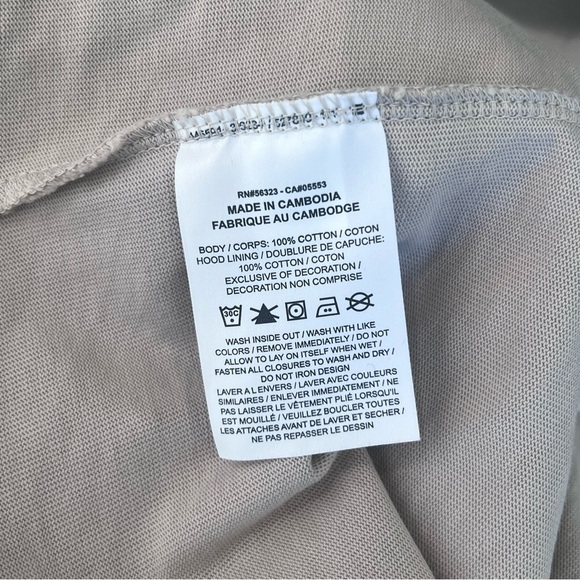 RN#56323 - CA#05553
MADE IN CAMBODIA
FABRIQUE AU CAMBODGE
BODY / CORPS: 100% COTTON / COTON
HOOD LINING / DOUBLURE DE CAPUCHE:
100% COTTON / COTON
EXCLUSIVE OF DECORATION /
DECORATION NON COMPRISE
30C
WASH INSIDE OUT / WASH WITH LIKE
COLORS / REMOVE IMMEDIATELY / DO NOT
ALLOW TO LAY ON ITSELF WHEN WET /
FASTEN ALL CLOSURES TO WASH AND DRY /
DO NOT IRON DESIGN
LAVER A L ENVERS / LAVER AVEC COULEURS
SIMILAIRES / ENLEVER IMMEDIATEMENT / NE
PAS LAISSER LE VÊTEMENT PLIÉ LORSQU'IL
EST MOUILLÉ / VEUILLEZ BOUCLER TOUTES
LES ATTACHES AVANT DE LAVER ET SECHER /
NE PAS REPASSER LE DESSIN